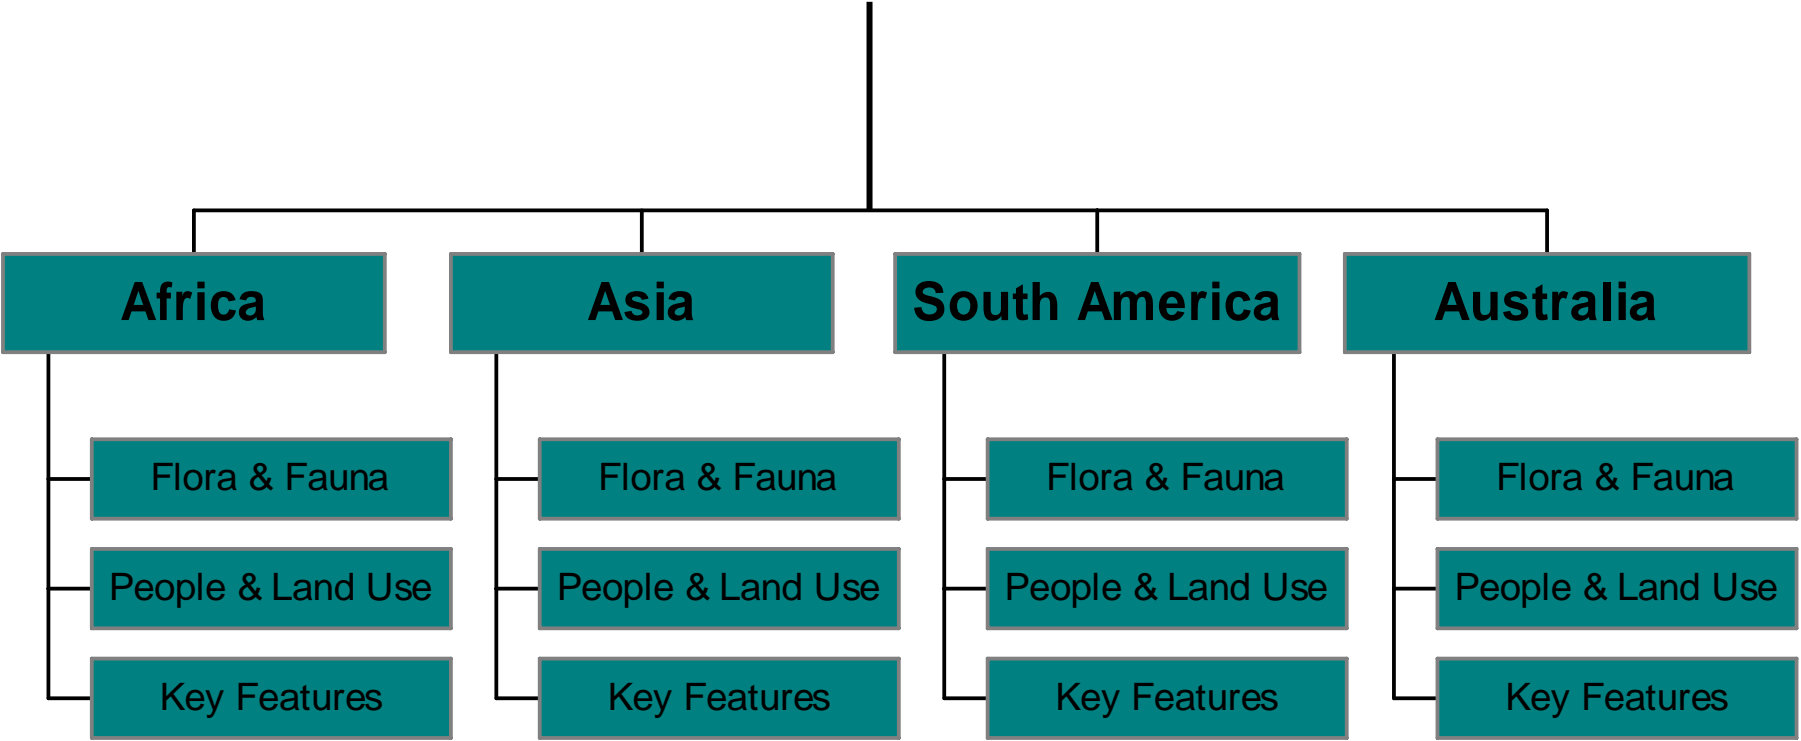 Africa
Asia
South America
Australia
Flora & Fauna
Flora & Fauna
Flora & Fauna
Flora & Fauna
People & Land Use
People & Land Use
People & Land Use
People & Land Use
Key Features
Key Features
Key Features
Key Features